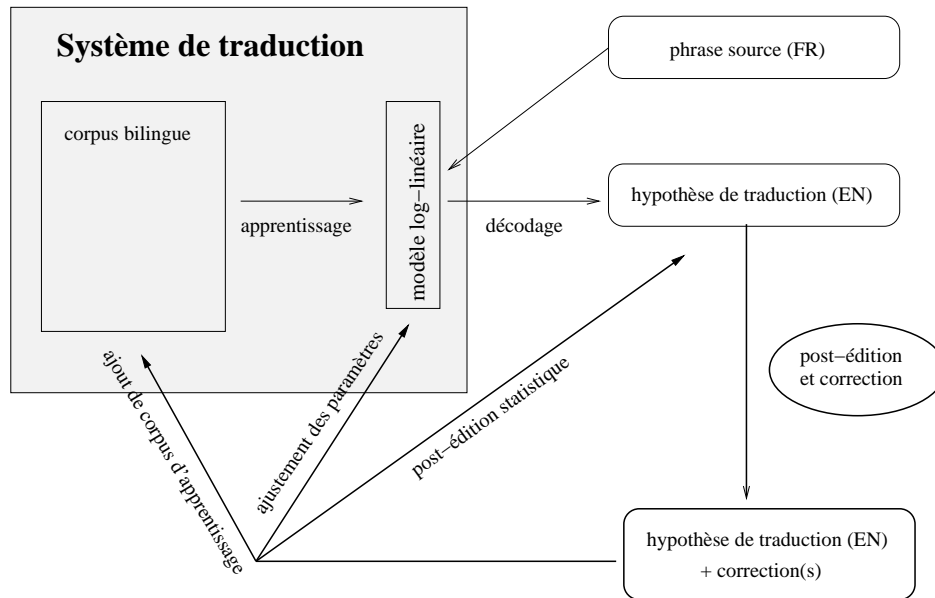 Système de traduction
phrase source (FR)
corpus bilingue
modèle log−linéaire
hypothèse de traduction (EN)
apprentissage
décodage
post−édition
et correction
ajout de corpus d'apprentissage
ajustement des paramètres
post−édition statistique
hypothèse de traduction (EN)
+ correction(s)